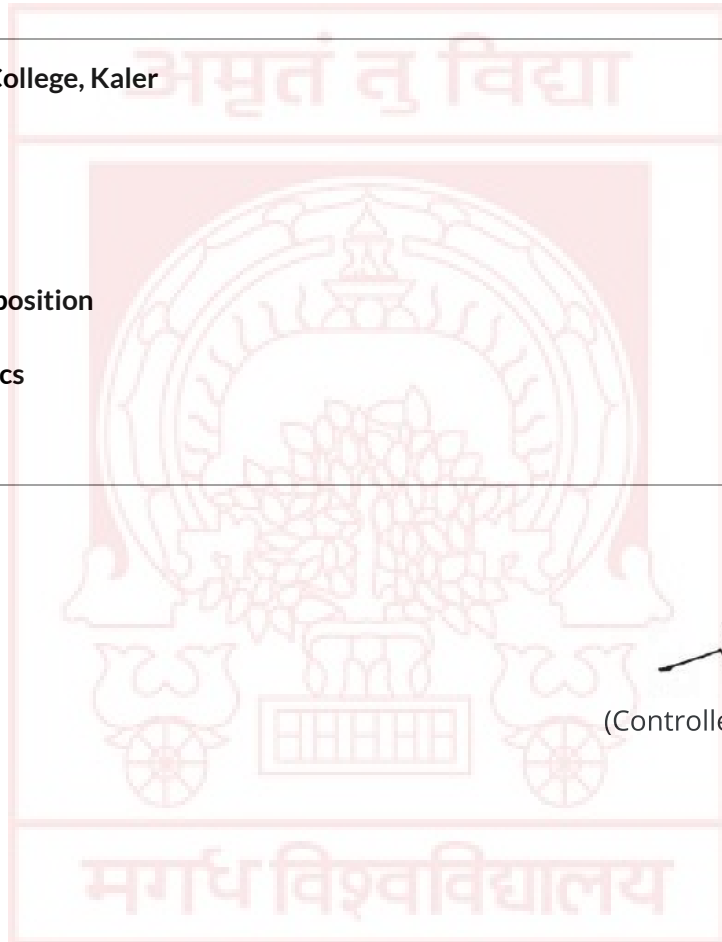 अमृतं तु विद्या
College, Kaler
position
cs
(Controlle
मगध विश्वविद्यालय